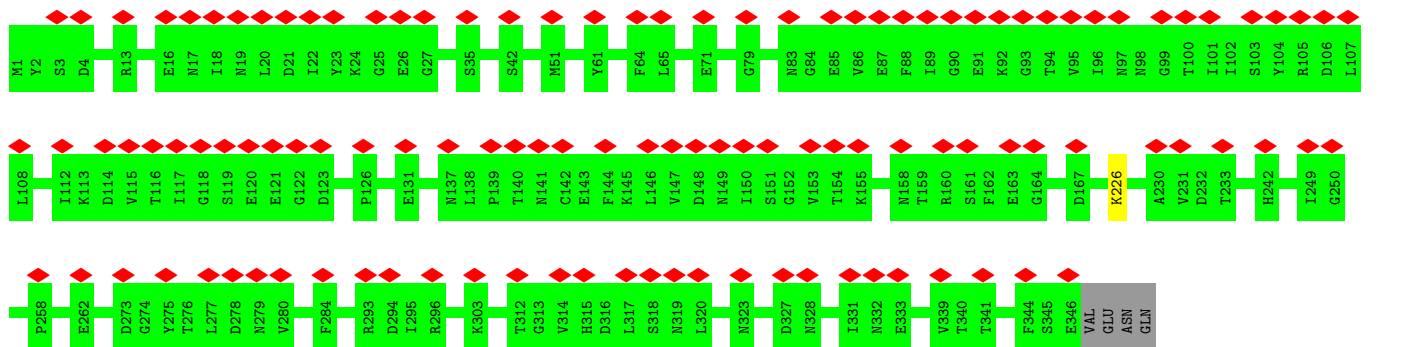 M1 Y2 S3 D4 R13 E16 N17 I18 N19 L20 D21 I22 Y23 K24 G25 E26 G27 S35 S42 M51 Y61 F64 L65 E71 G79 N83 G84 E85 V86 E87 F88 I89 G90 E91 K92 G93 T94 V95 I96 N97 N98 G99 T100 I101 I102 S103 Y104 R105 D106 L107
L108 I112 K113 D114 V115 T116 I117 G118 S119 E120 E121 G122 D123 P126 E131 N137 L138 P139 T140 N141 C142 E143 F144 K145 L146 V147 D148 N149 I150 S151 G152 V153 T154 K155 N158 T159 R160 S161 F162 E163 G164 D167 K226 A230 V231 D232 T233 H242 I249 G250
P258 E262 D273 G274 Y275 T276 L277 D278 N279 V280 F284 R293 D294 I295 R296 K303 T312 G313 V314 H315 D316 L317 S318 N319 L320 N323 D327 N328 I331 N332 E333 V339 T340 T341 F344 S345 E346 VAL GLU ASN GLN